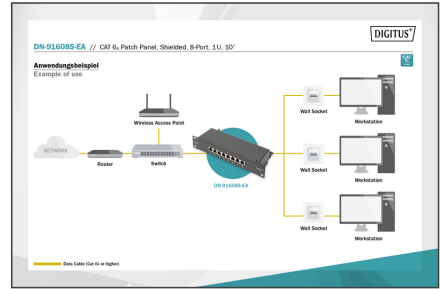 DIGITUS®
DN-91608S-EA // CAT 6A Patch Panel, Shielded, 8-Port, 1U, 10"
CAT
Anwendungsbeispiel
Example of use
Wireless Access Point
Wall Socket
Workstation
NETWORK
Router
Switch
DN-91608S-EA
Wall Socket
Workstation
Wall Socket
Workstation
Data Cable (Cat 6A or higher)